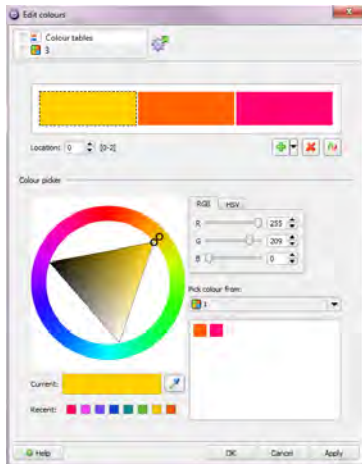 Edit colours
Colour tables
3
Location: 0 [0-2]
Colour picker
RGB HSV
R 255
G 209
B 0
Pick colour from:
1
Current:
Recent:
Help OK Cancel Apply